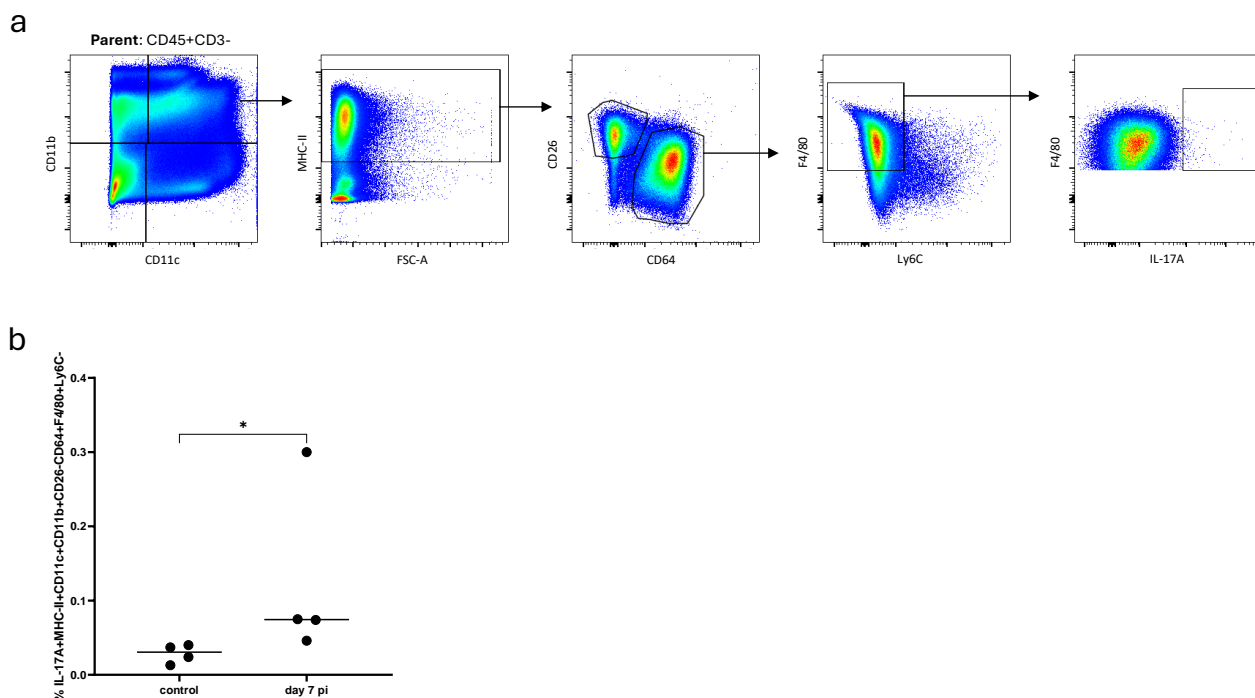 a
Parent: CD45+CD3-
CD11b
CD11c
MHC-II
FSC-A
CD26
CD64
F4/80
Ly6C
F4/80
IL-17A
b
% IL-17A+MHC-II+CD11c+CD11b+CD26-CD64+F4/80+Ly6C-
0.4
0.3
0.2
0.1
0.0
*
control
day 7 pi